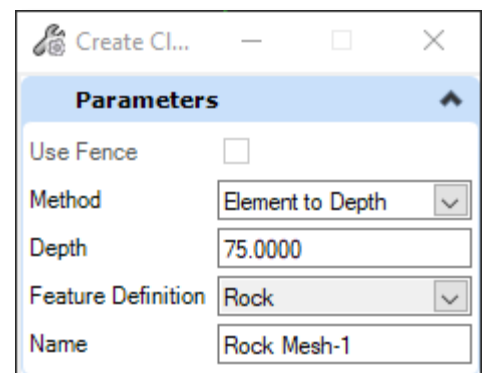 Create Cl...
Parameters
Use Fence
Method Element to Depth
Depth 75.0000
Feature Definition Rock
Name Rock Mesh-1